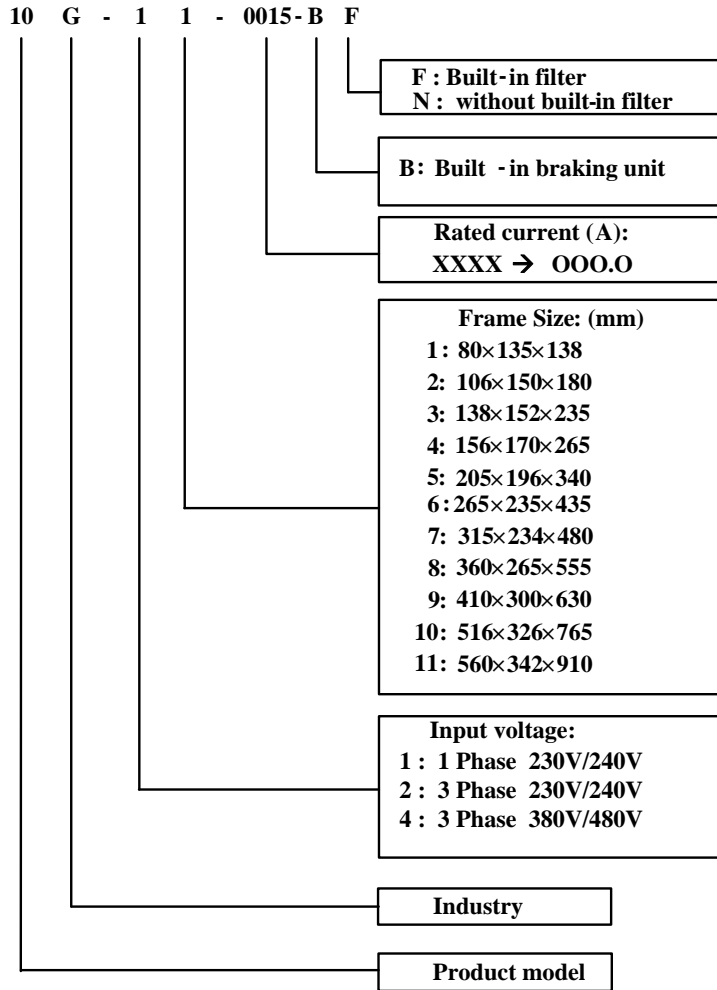 10 G - 1 1 - 0015 - B F
F : Built-in filter
N : without built-in filter
B: Built - in braking unit
Rated current (A):
XXXX → OOO.O
Frame Size: (mm)
1: 80×135×138
2: 106×150×180
3: 138×152×235
4: 156×170×265
5: 205×196×340
6:265×235×435
7: 315×234×480
8: 360×265×555
9: 410×300×630
10: 516×326×765
11: 560×342×910
Input voltage:
1 : 1 Phase 230V/240V
2 : 3 Phase 230V/240V
4 : 3 Phase 380V/480V
Industry
Product model